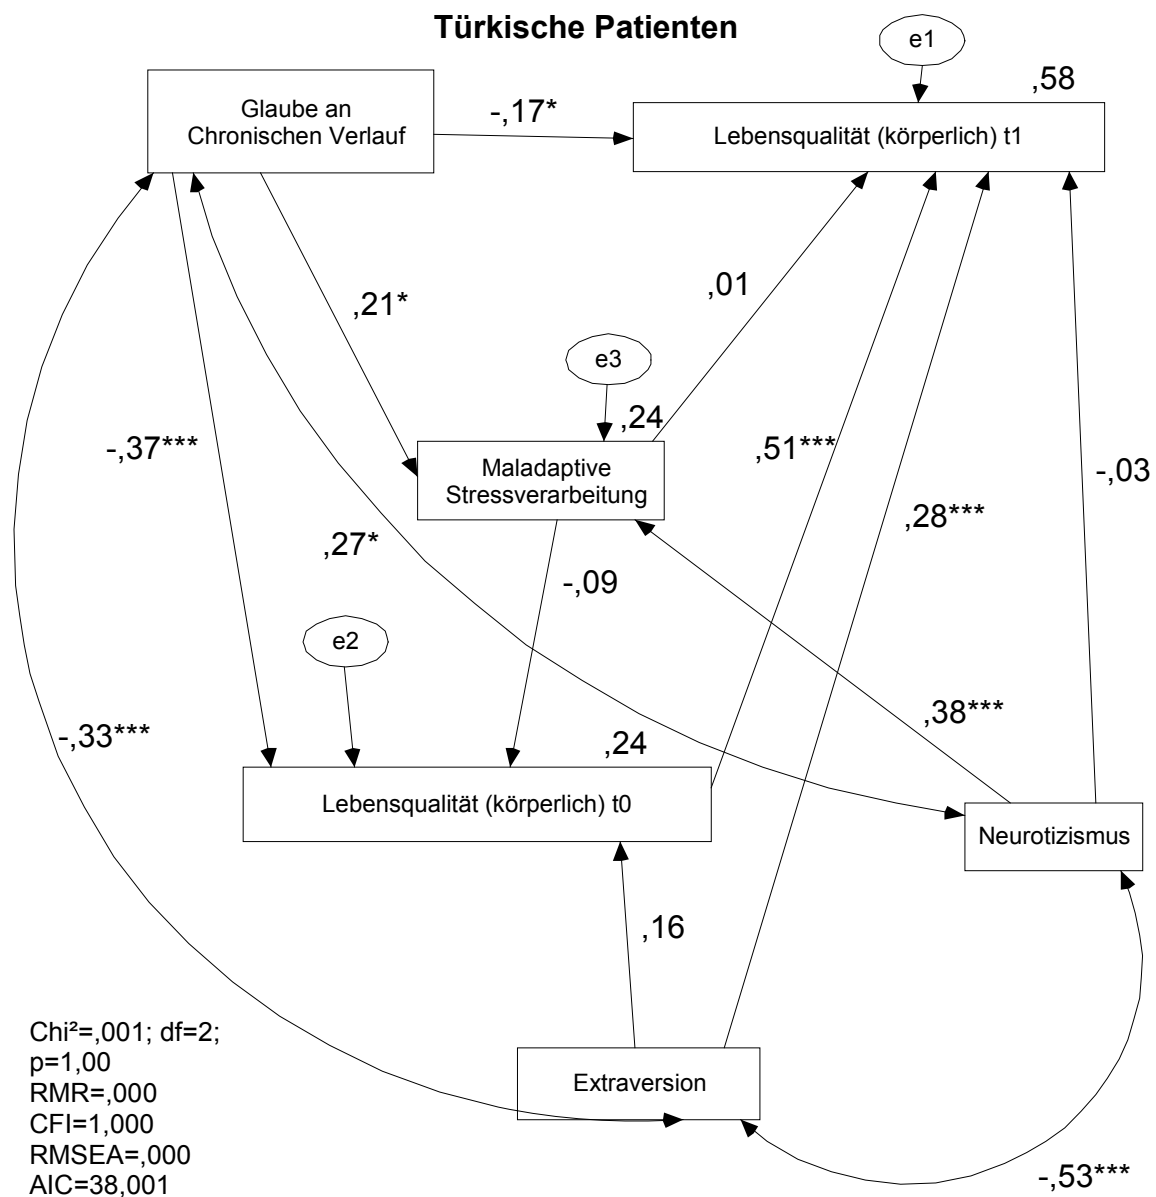 Türkische Patienten
e1
,58
Glaube an
Chronischen Verlauf
-,17*
Lebensqualität (körperlich) t1
,21*
,01
e3
,24
Maladaptive
Stressverarbeitung
-,37***
,51***
-,03
,28***
,27*
-,09
e2
,38***
-,33***
,24
Lebensqualität (körperlich) t0
Neurotizismus
,16
Chi²=,001; df=2;
p=1,00
RMR=,000
CFI=1,000
RMSEA=,000
AIC=38,001
Extraversion
-,53***